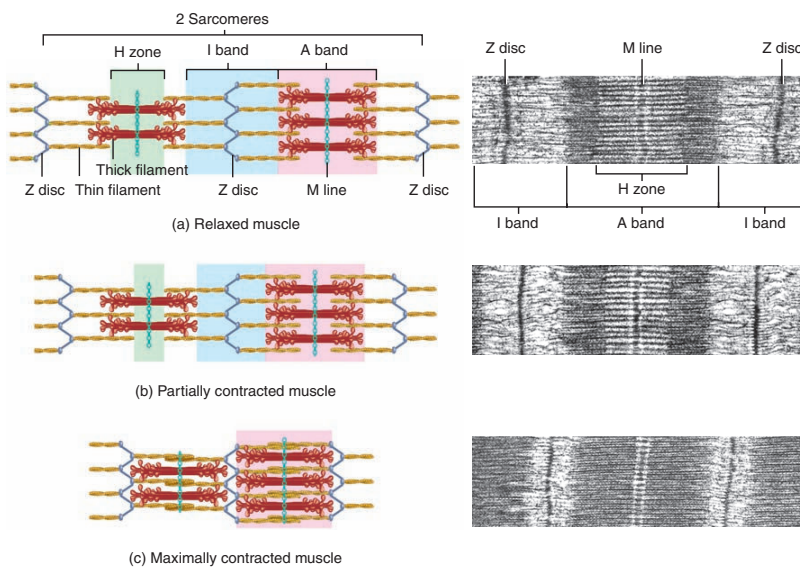 2 Sarcomeres
H zone
I band
A band
Z disc
M line
Z disc
Thick filament
Z disc
Thin filament
Z disc
M line
Z disc
H zone
I band
A band
I band
(a) Relaxed muscle
(b) Partially contracted muscle
(c) Maximally contracted muscle